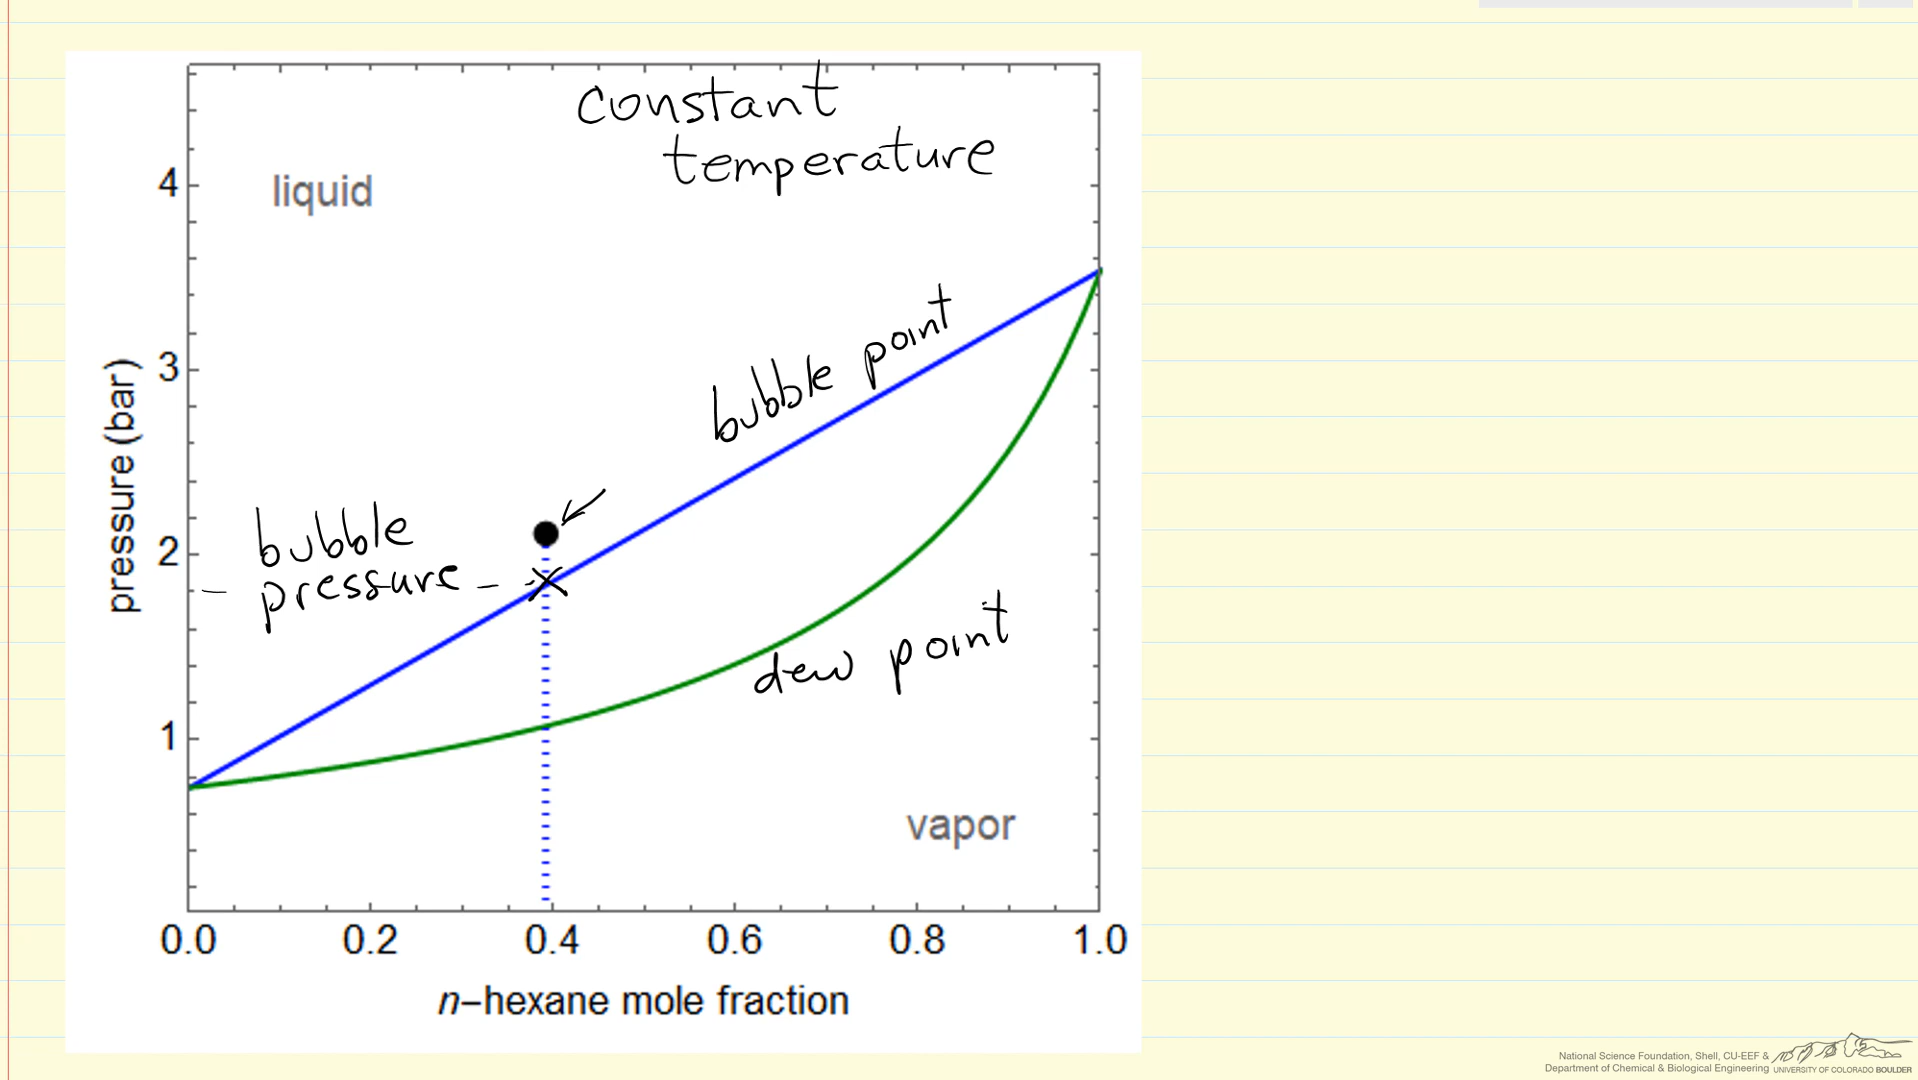 constant
temperature
4
liquid
bubble point
3
pressure (bar)
bubble
2
pressure
dew point
1
vapor
0.0 0.2 0.4 0.6 0.8 1.0
n-hexane mole fraction
National Science Foundation, Shell, CU-EEF &
Department of Chemical & Biological Engineering
UNIVERSITY OF COLORADO BOULDER